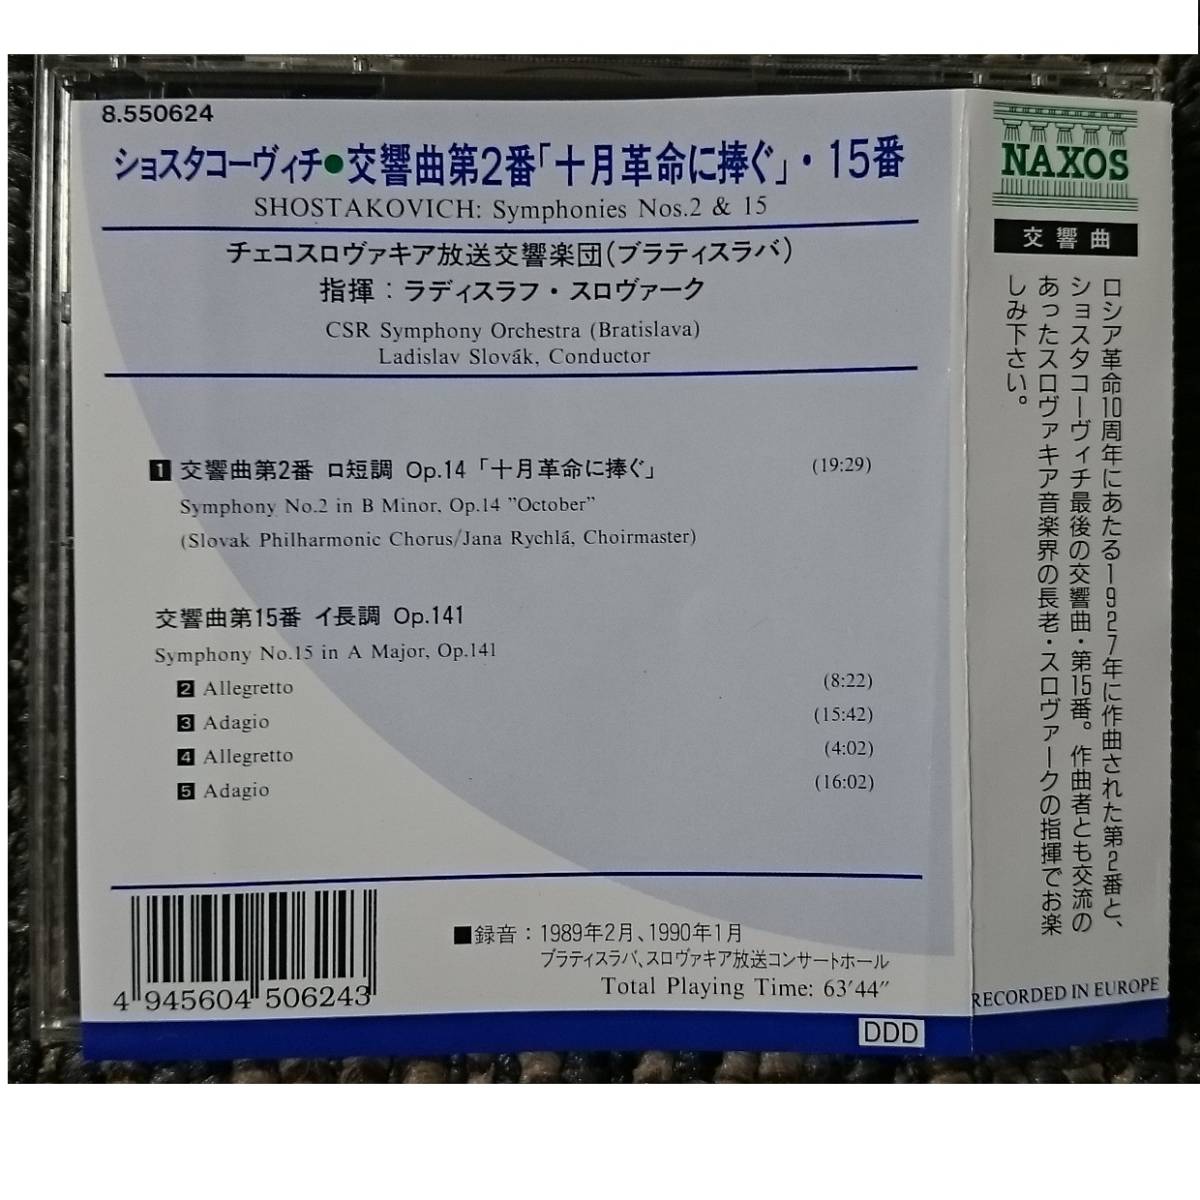 8.550624
ショスタコーヴィチ●交響曲第2番「十月革命に捧ぐ」・15番
SHOSTAKOVICH: Symphonies Nos.2 & 15
チェコスロヴァキア放送交響楽団(ブラティスラバ)
指揮:ラディスラフ・スロヴァーク
CSR Symphony Orchestra (Bratislava)
Ladislav Slovák, Conductor
1 交響曲第2番 ロ短調 Op.14「十月革命に捧ぐ」 (19:29)
Symphony No.2 in B Minor, Op.14 ”October”
(Slovak Philharmonic Chorus/Jana Rychlá, Choirmaster)
交響曲第15番 イ長調 Op.141
Symphony No.15 in A Major, Op.141
2 Allegretto (8:22)
3 Adagio (15:42)
4 Allegretto (4:02)
5 Adagio (16:02)
■録音:1989年2月、1990年1月
ブラティスラバ、スロヴァキア放送コンサートホール
Total Playing Time: 63′44″
4 945604 506243
DDD
NAXOS
交響曲
ロシア革命10周年にあたる1927年に作曲された第2番と、
ショスタコーヴィチ最後の交響曲・第15番。作曲者とも交流の
あったスロヴァキア音楽界の長老・スロヴァークの指揮でお楽
しみ下さい。
RECORDED IN EUROPE